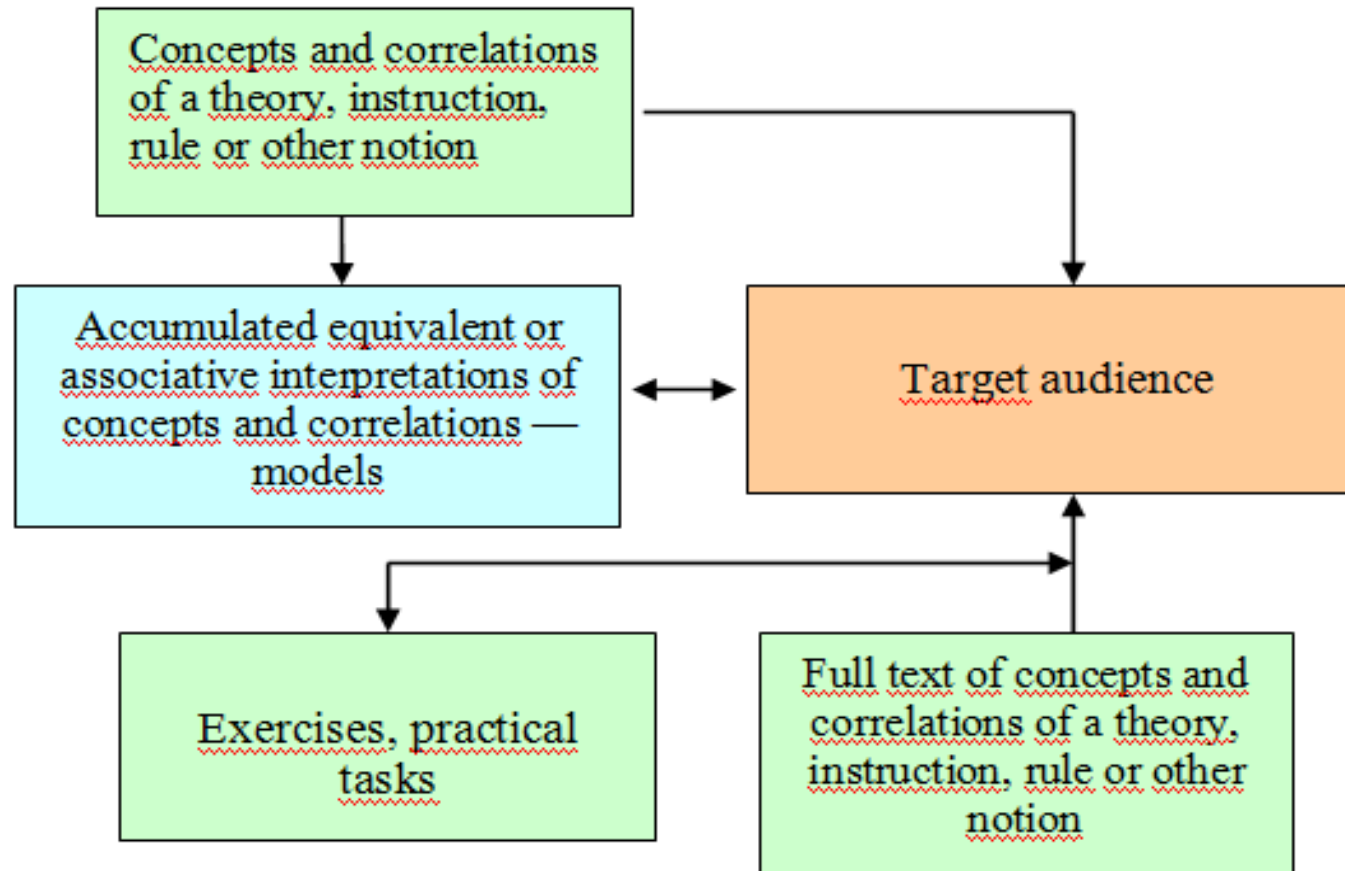 Concepts and correlations
of a theory, instruction,
rule or other notion
Accumulated equivalent or
associative interpretations of
concepts and correlations —
models
Target audience
Exercises, practical
tasks
Full text of concepts and
correlations of a theory,
instruction, rule or other
notion